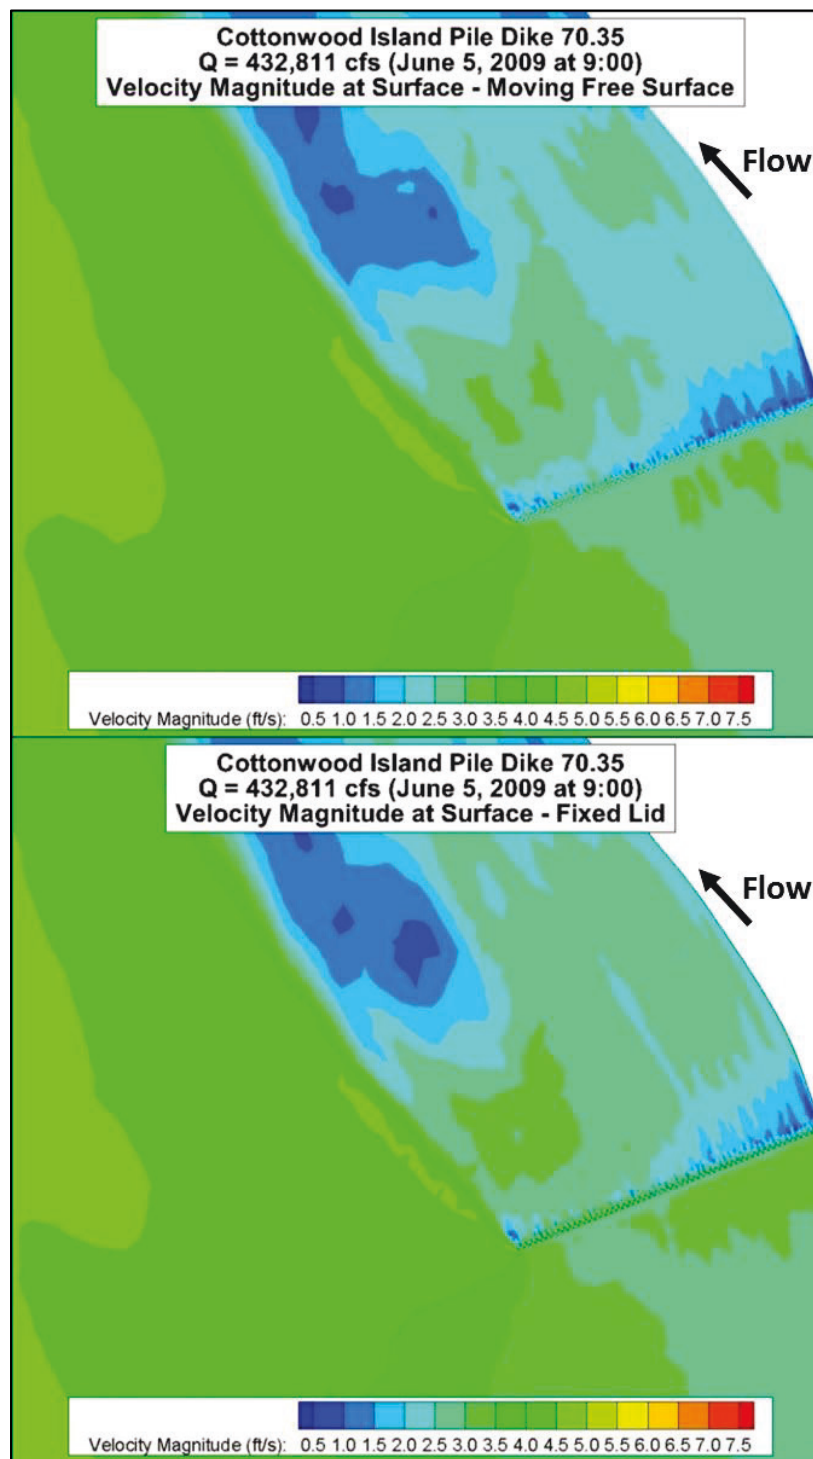 Cottonwood Island Pile Dike 70.35
Q = 432,811 cfs (June 5, 2009 at 9:00)
Velocity Magnitude at Surface - Moving Free Surface
Flow
Velocity Magnitude (ft/s): 0.5 1.0 1.5 2.0 2.5 3.0 3.5 4.0 4.5 5.0 5.5 6.0 6.5 7.0 7.5
Cottonwood Island Pile Dike 70.35
Q = 432,811 cfs (June 5, 2009 at 9:00)
Velocity Magnitude at Surface - Fixed Lid
Flow
Velocity Magnitude (ft/s): 0.5 1.0 1.5 2.0 2.5 3.0 3.5 4.0 4.5 5.0 5.5 6.0 6.5 7.0 7.5